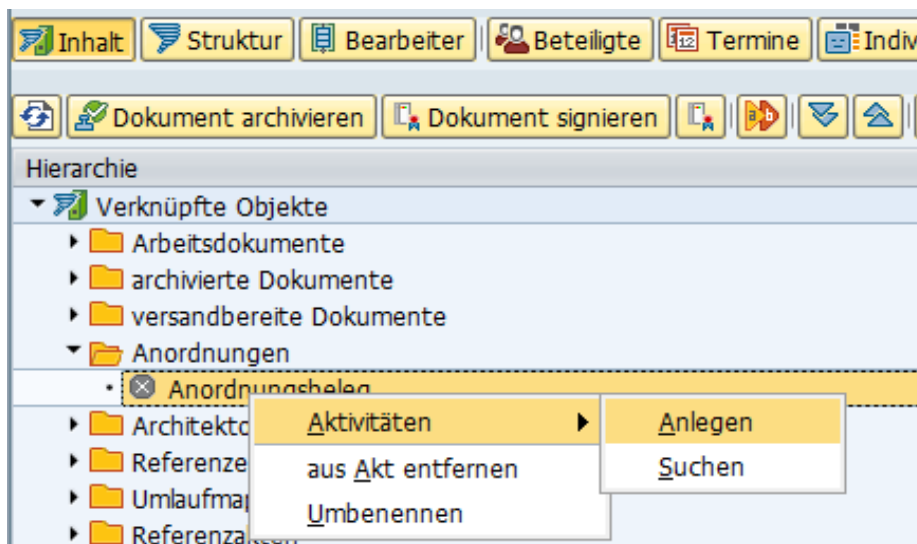 Inhalt Struktur Bearbeiter Beteiligte Termine
Dokument archivieren Dokument signieren
Hierarchie
Verknüpfte Objekte
Arbeitsdokumente
archivierte Dokumente
versandbereite Dokumente
Anordnungen
Anordnungsbeleg
Aktivitäten Anlegen
aus Akt entfernen Suchen
Umbenennen